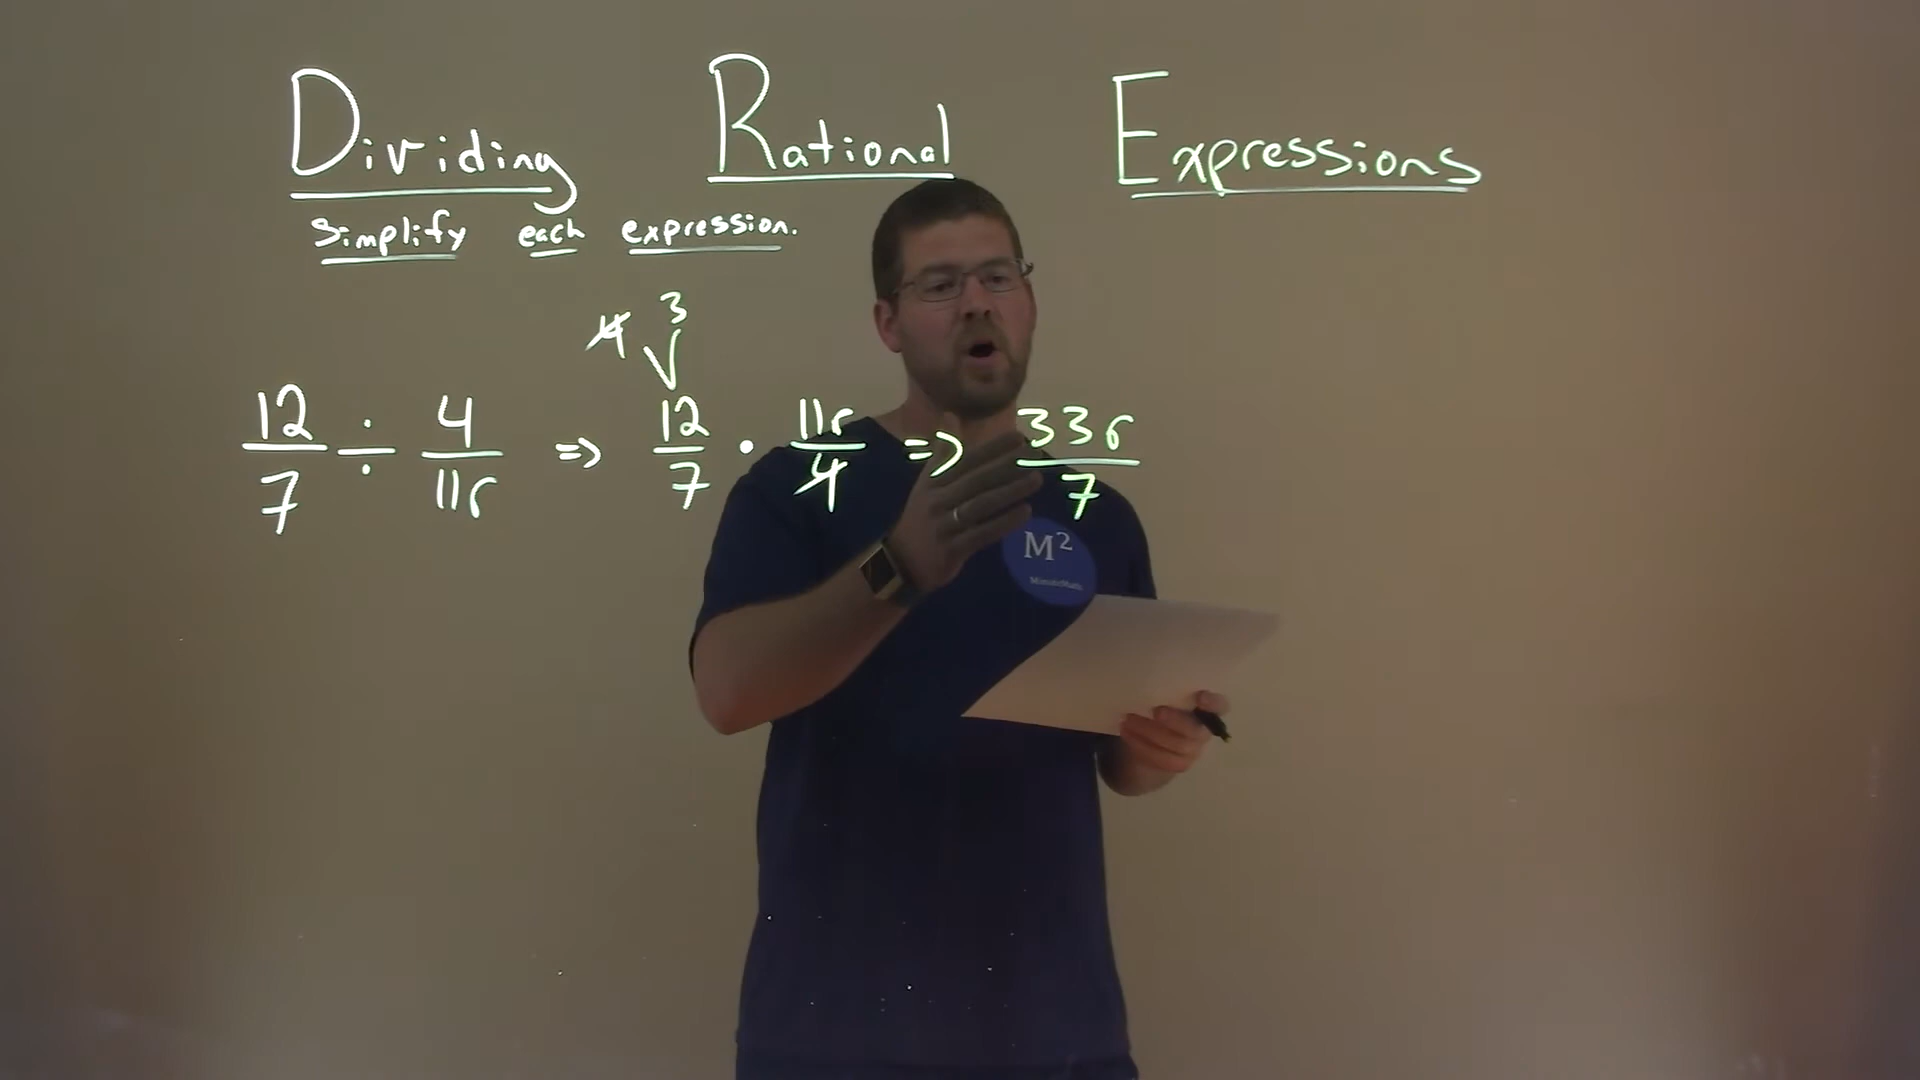 Dividing Rational Expressions
Simplify each expression.
4 3
12/7 ÷ 4/11r => 12/7 · 11r/4 => 33r/7
M²
MinuteMath